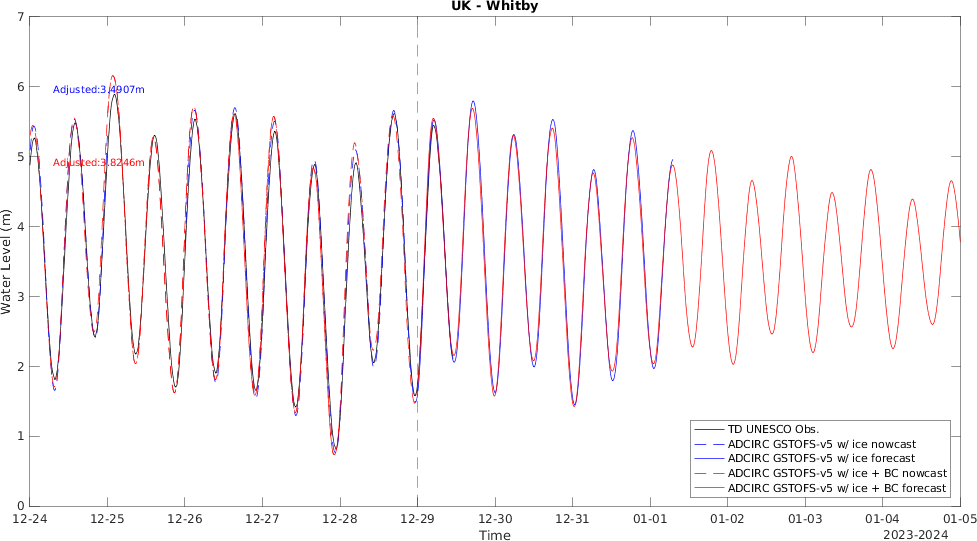 UK - Whitby
Water Level (m)
7
6
5
4
3
2
1
0
Adjusted:3.4907m
Adjusted:3.8246m
TD UNESCO Obs.
ADCIRC GSTOFS-v5 w/ ice nowcast
ADCIRC GSTOFS-v5 w/ ice forecast
ADCIRC GSTOFS-v5 w/ ice + BC nowcast
ADCIRC GSTOFS-v5 w/ ice + BC forecast
12-24 12-25 12-26 12-27 12-28 12-29 12-30 12-31 01-01 01-02 01-03 01-04 01-05
Time
2023-2024